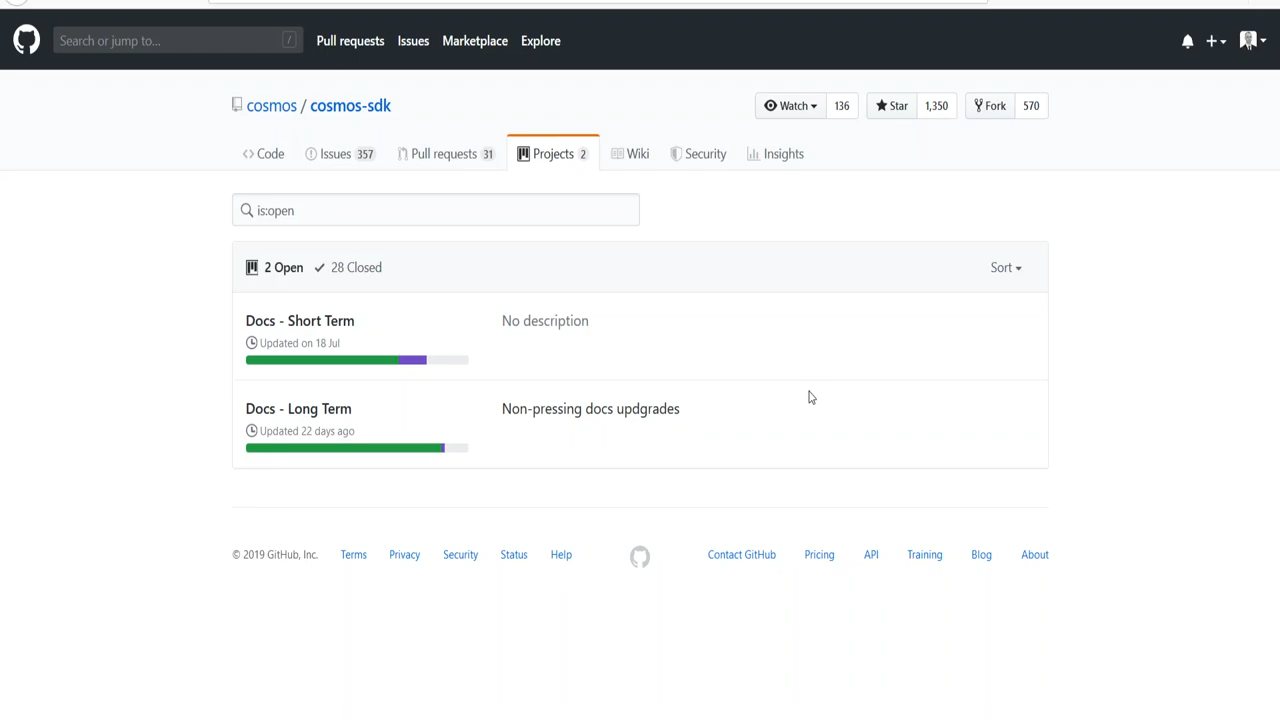 Search or jump to... /
Pull requests Issues Marketplace Explore
cosmos / cosmos-sdk
Watch 136 Star 1,350 Fork 570
Code Issues 357 Pull requests 31 Projects 2 Wiki Security Insights
is:open
2 Open 28 Closed Sort
Docs - Short Term No description
Updated on 18 Jul
Docs - Long Term Non-pressing docs updgrades
Updated 22 days ago
© 2019 GitHub, Inc. Terms Privacy Security Status Help Contact GitHub Pricing API Training Blog About